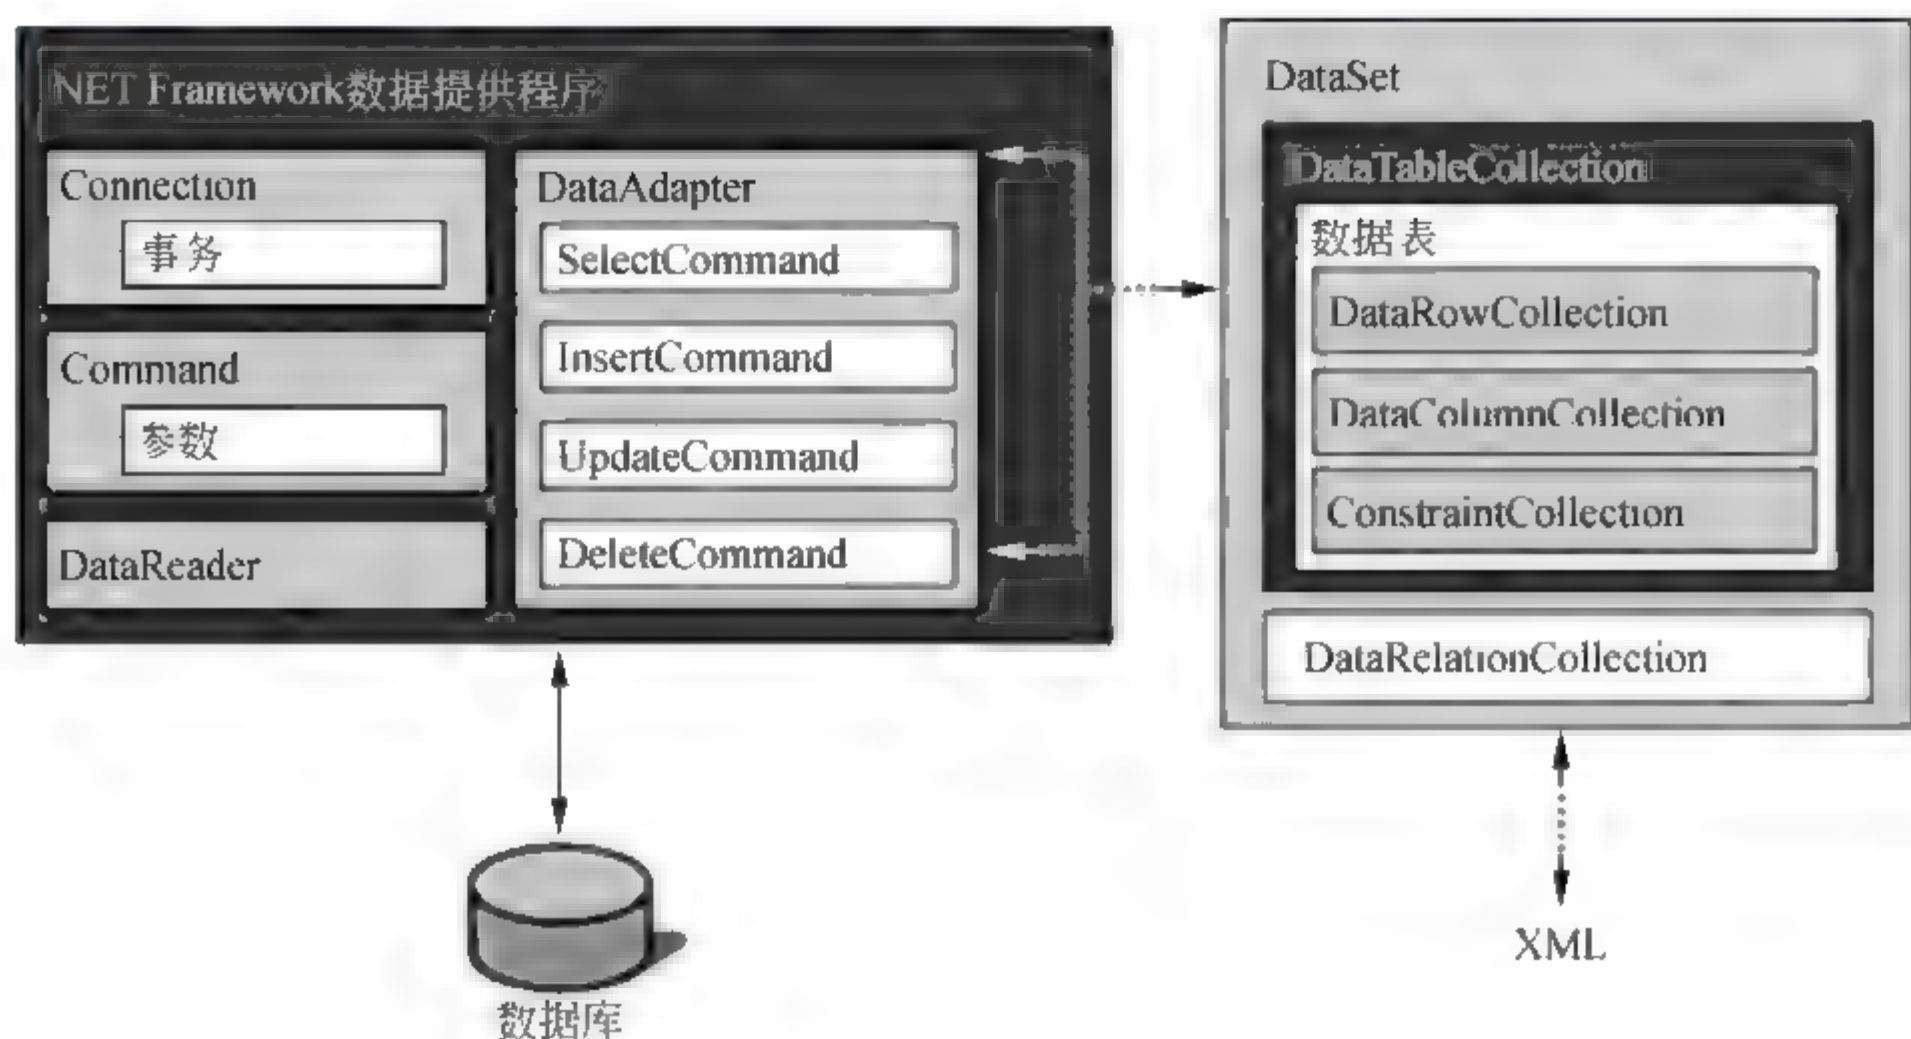 NET Framework数据提供程序
Connection
事务
Command
参数
DataReader
DataAdapter
SelectCommand
InsertCommand
UpdateCommand
DeleteCommand
数据库
DataSet
DataTableCollection
数据表
DataRowCollection
DataColumnCollection
ConstraintCollection
DataRelationCollection
XML